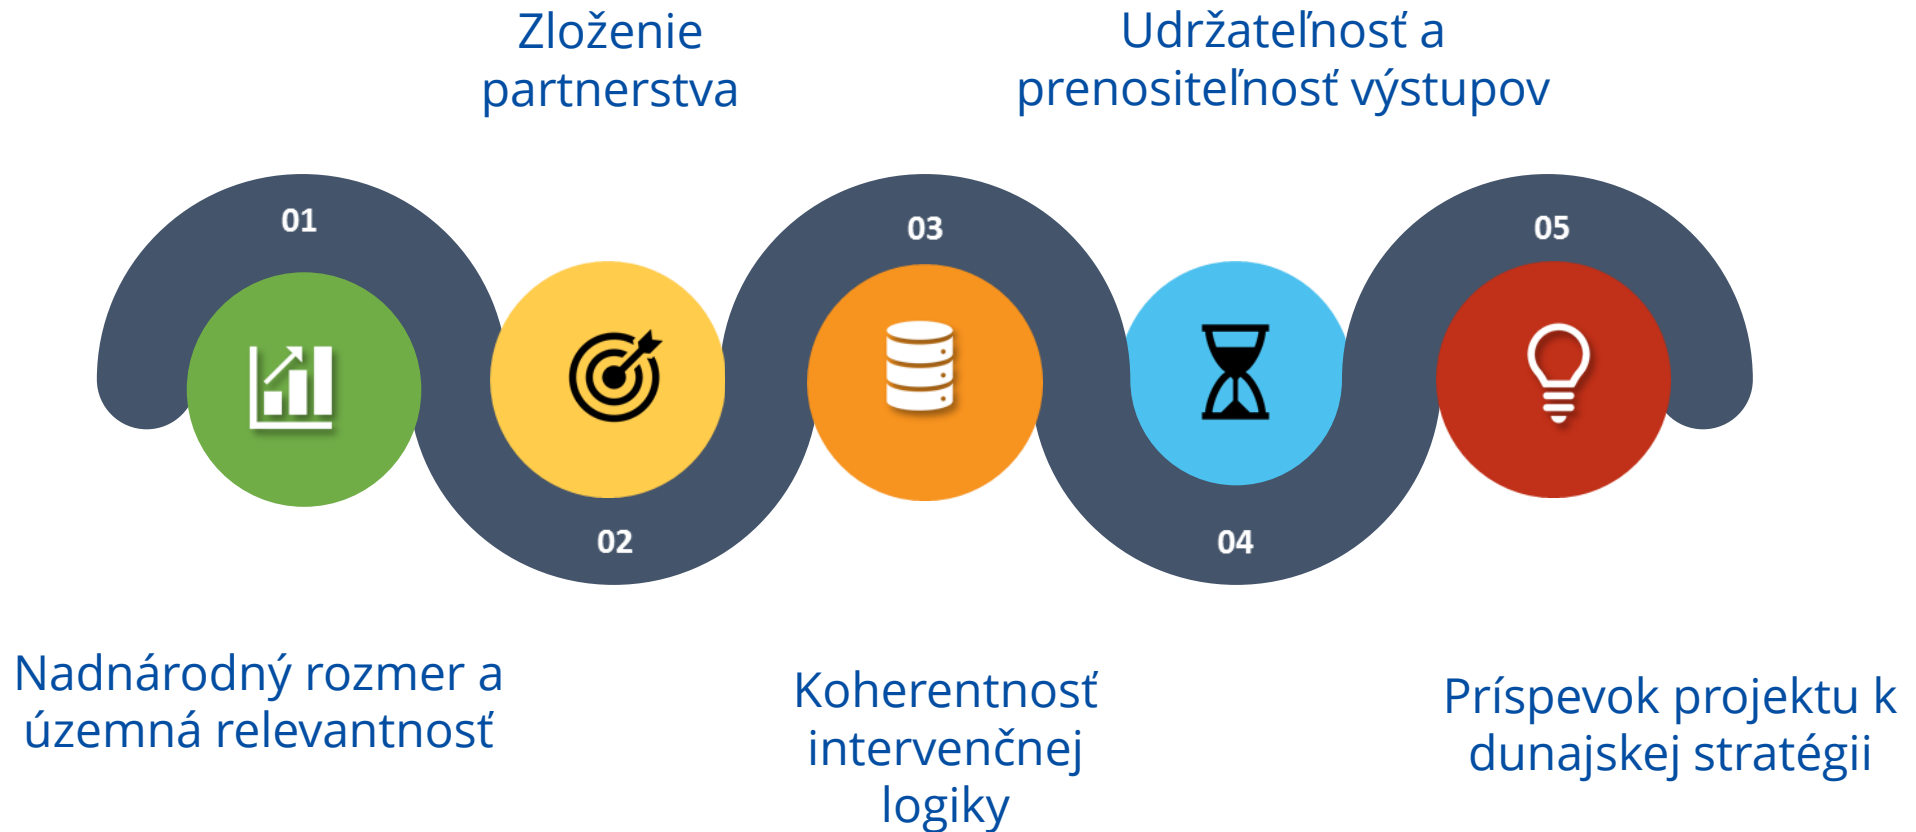 Zloženie
partnerstva
Udržateľnosť a
prenositeľnosť výstupov
01
02
03
04
05
Nadnárodný rozmer a
územná relevantnosť
Koherentnosť
intervenčnej
logiky
Príspevok projektu k
dunajskej stratégii